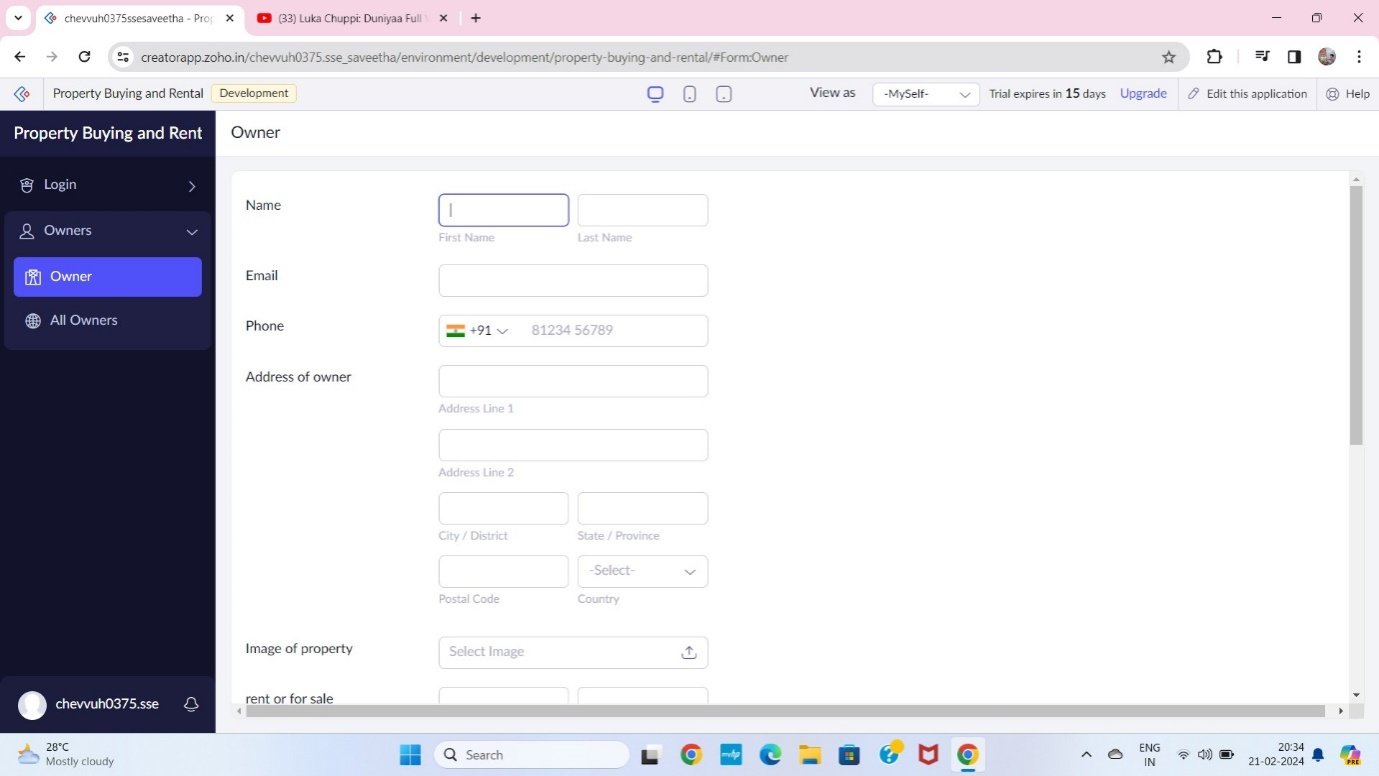 chevvuh0375ssesaveetha - Prop
(33) Luka Chuppi: Duniyaa Full
creatorapp.zoho.in/chevvuh0375.sse_saveetha/environment/development/property-buying-and-rental/#Form:Owner
Property Buying and Rental Development View as -MySelf- Trial expires in 15 days Upgrade Edit this application Help
Property Buying and Rent
Owner
Login
Owners
Owner
All Owners
Name
First Name Last Name
Email
Phone +91 81234 56789
Address of owner
Address Line 1
Address Line 2
City / District State / Province
-Select-
Postal Code Country
Image of property Select Image
rent or for sale
chevvuh0375.sse
28°C
Mostly cloudy
Search
ENG
IN
20:34
21-02-2024
PRE